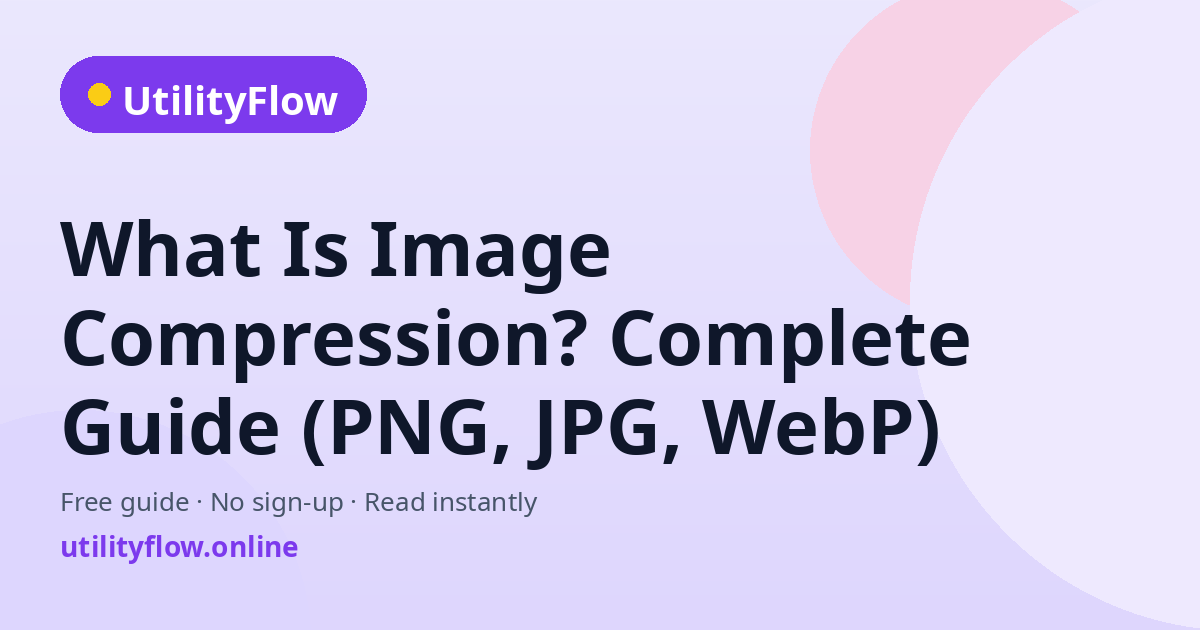 UtilityFlow
What Is Image
Compression? Complete
Guide (PNG, JPG, WebP)
Free guide · No sign-up · Read instantly
utilityflow.online